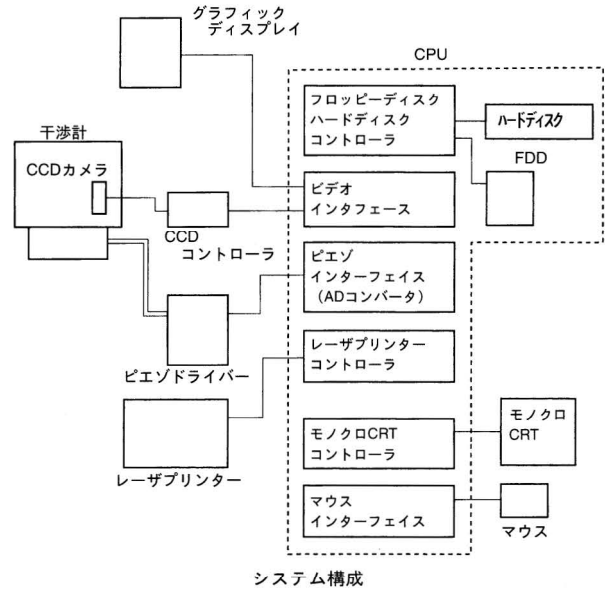 グラフィック
ディスプレイ
CPU
フロッピーディスク
ハードディスク
コントローラ
ハードディスク
FDD
干渉計
CCDカメラ
CCD
コントローラ
ビデオ
インタフェース
ピエゾ
インターフェイス
（ADコンバータ）
ピエゾドライバー
レーザプリンター
コントローラ
レーザプリンター
モノクロCRT
コントローラ
モノクロ
CRT
マウス
インターフェイス
マウス
システム構成